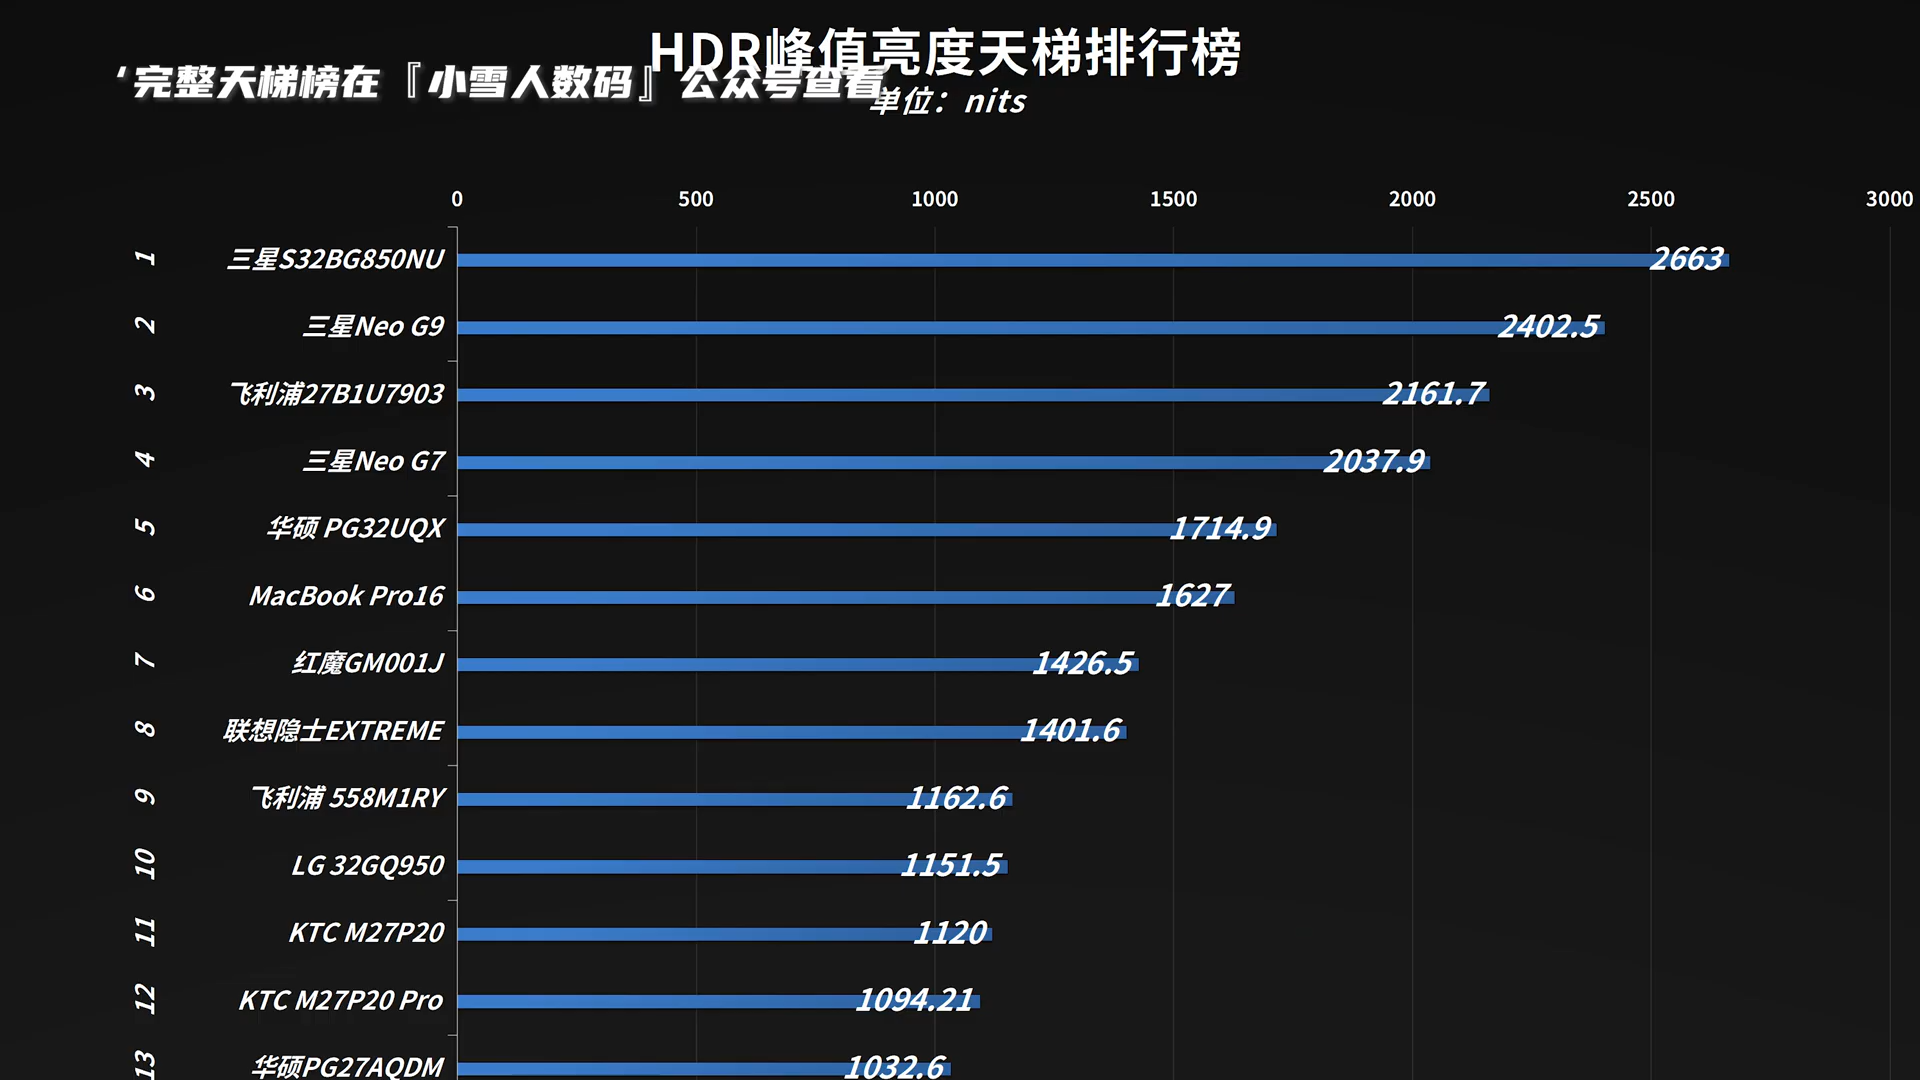 HDR峰值亮度天梯排行榜
‘完整天梯榜在『小雪人数码』公众号查看
单位：nits
0 500 1000 1500 2000 2500 3000
1 三星S32BG850NU 2663
2 三星Neo G9 2402.5
3 飞利浦27B1U7903 2161.7
4 三星Neo G7 2037.9
5 华硕 PG32UQX 1714.9
6 MacBook Pro16 1627
7 红魔GM001J 1426.5
8 联想隐士EXTREME 1401.6
9 飞利浦 558M1RY 1162.6
10 LG 32GQ950 1151.5
11 KTC M27P20 1120
12 KTC M27P20 Pro 1094.21
13 华硕PG27AQDM 1032.6